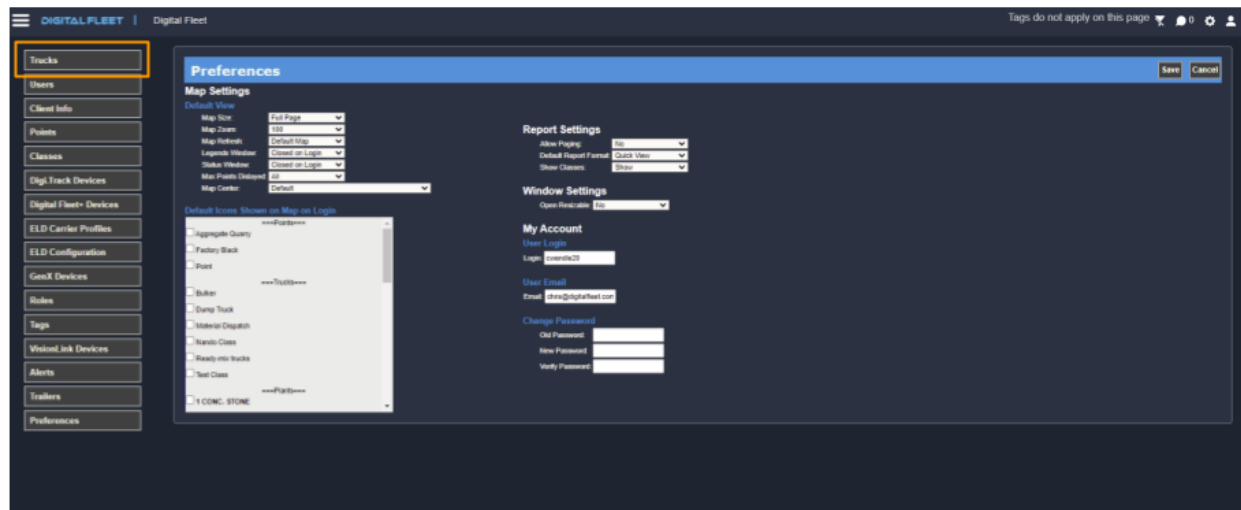 DIGITALFLEET | Digital Fleet
Tags do not apply on this page
0
Trucks
Users
Client Info
Points
Classes
Digi.Track Devices
Digital Fleet+ Devices
ELD Carrier Profiles
ELD Configuration
GenX Devices
Roles
Tags
VisionLink Devices
Alerts
Trailers
Preferences
Preferences
Save
Cancel
Map Settings
Default View
Map Size: Full Page
Map Zoom: 100
Map Refresh: Default Map
Legends Window: Closed on Login
Status Window: Closed on Login
Max Points Dislayed: All
Map Center: Default
Default Icons Shown on Map on Login
===Points===
Aggregate Quarry
Factory Black
Point
===Trucks===
Bulker
Dump Truck
Material Dispatch
Nando Class
Ready-mix trucks
Test Class
===Plants===
1 CONC. STONE
Report Settings
Allow Paging: No
Default Report Format: Quick View
Show Classes: Show
Window Settings
Open Resizable: No
My Account
User Login
Login:
User Email
Email: chris@digitalfleet.com
Change Password
Old Password:
New Password:
Verify Password: